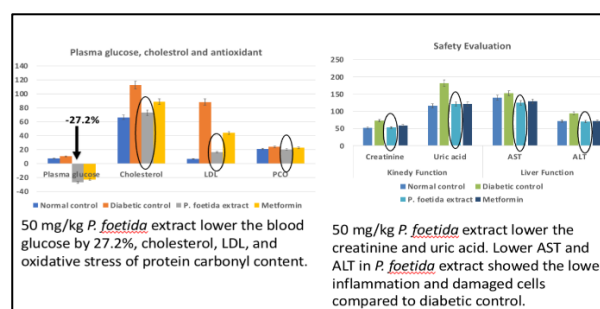 Plasma glucose, cholestrol and antioxidant
140
120
100
80
60
40
20
0
-20
-40
-27.2%
Plasma glucose Cholesterol LDL PCO
Normal control Diabetic control P. foetida extract Metformin
50 mg/kg P. foetida extract lower the blood
glucose by 27.2%, cholesterol, LDL, and
oxidative stress of protein carbonyl content.
Safety Evaluation
250
200
150
100
50
0
Creatinine Uric acid AST ALT
Kinedy Function Liver Function
Normal control Diabetic control
P. foetida extract Metformin
50 mg/kg P. foetida extract lower the
creatinine and uric acid. Lower AST and
ALT in P. foetida extract showed the lower
inflammation and damaged cells
compared to diabetic control.